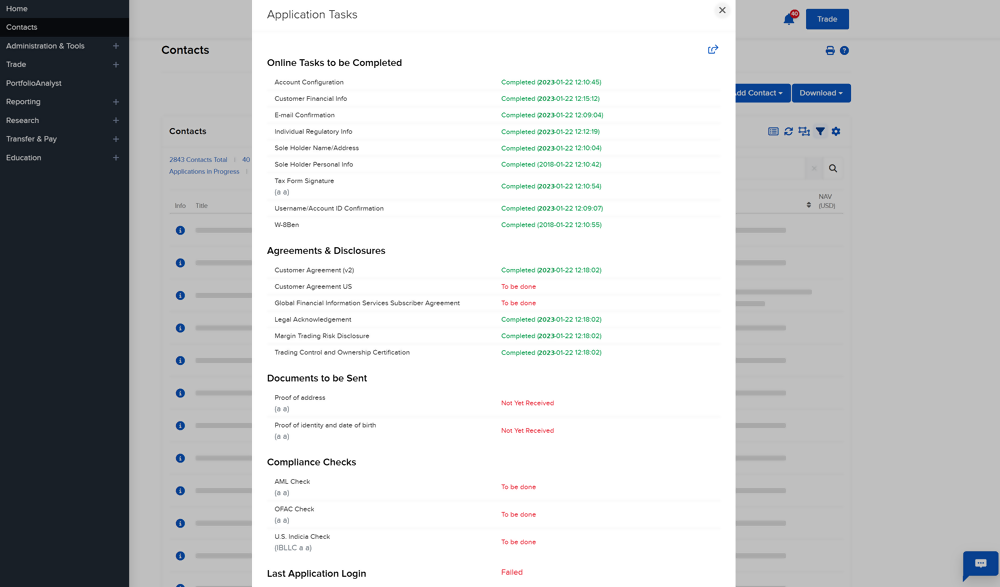 Home
Contacts
Administration & Tools
Trade
PortfolioAnalyst
Reporting
Research
Transfer & Pay
Education
Contacts
40
Trade
dd Contact
Download
Contacts
2843 Contacts Total
40
Applications in Progress
Info Title
NAV
(USD)
Application Tasks
Online Tasks to be Completed
Account Configuration Completed (2023-01-22 12:10:45)
Customer Financial Info Completed (2023-01-22 12:15:12)
E-mail Confirmation Completed (2023-01-22 12:09:04)
Individual Regulatory Info Completed (2023-01-22 12:12:19)
Sole Holder Name/Address Completed (2023-01-22 12:10:04)
Sole Holder Personal Info Completed (2018-01-22 12:10:42)
Tax Form Signature
(a a) Completed (2023-01-22 12:10:54)
Username/Account ID Confirmation Completed (2023-01-22 12:09:07)
W-8Ben Completed (2018-01-22 12:10:55)
Agreements & Disclosures
Customer Agreement (v2) Completed (2023-01-22 12:18:02)
Customer Agreement US To be done
Global Financial Information Services Subscriber Agreement To be done
Legal Acknowledgement Completed (2023-01-22 12:18:02)
Margin Trading Risk Disclosure Completed (2023-01-22 12:18:02)
Trading Control and Ownership Certification Completed (2023-01-22 12:18:02)
Documents to be Sent
Proof of address
(a a) Not Yet Received
Proof of identity and date of birth
(a a) Not Yet Received
Compliance Checks
AML Check
(a a) To be done
OFAC Check
(a a) To be done
U.S. Indicia Check
(IBLLC a a) To be done
Last Application Login Failed